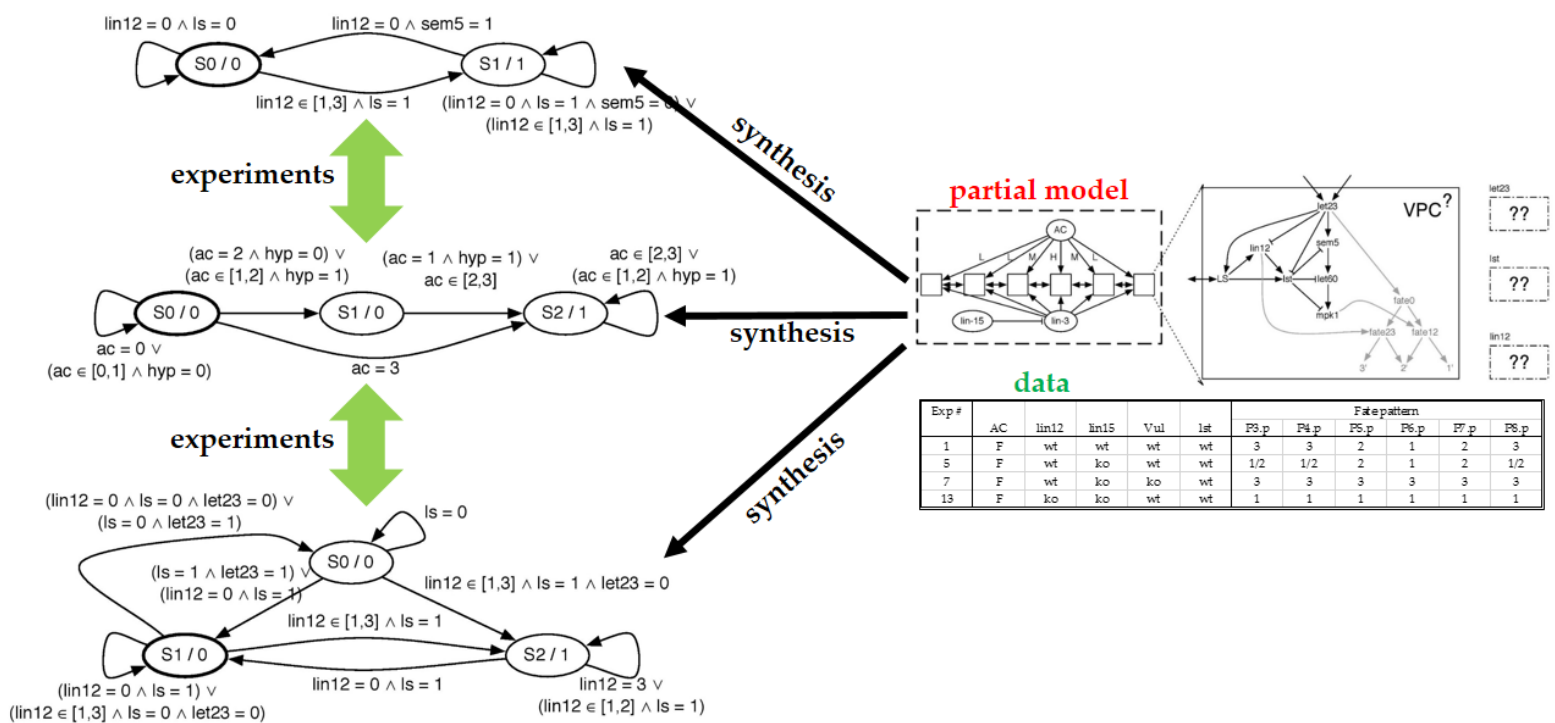 lin12 = 0 ∧ ls = 0
lin12 = 0 ∧ sem5 = 1
S0 / 0
S1 / 1
lin12 ∈ [1,3] ∧ ls = 1
(lin12 = 0 ∧ ls = 1 ∧ sem5 = 0) ∨
(lin12 ∈ [1,3] ∧ ls = 1)
experiments
(ac = 2 ∧ hyp = 0) ∨
(ac ∈ [1,2] ∧ hyp = 1)
(ac = 1 ∧ hyp = 1) ∨
ac ∈ [2,3]
ac ∈ [2,3] ∨
(ac ∈ [1,2] ∧ hyp = 1)
S0 / 0
S1 / 0
S2 / 1
ac = 0 ∨
(ac ∈ [0,1] ∧ hyp = 0)
ac = 3
experiments
(lin12 = 0 ∧ ls = 0 ∧ let23 = 0) ∨
(ls = 0 ∧ let23 = 1)
ls = 0
S0 / 0
(ls = 1 ∧ let23 = 1) ∨
(lin12 = 0 ∧ ls = 1)
lin12 ∈ [1,3] ∧ ls = 1 ∧ let23 = 0
lin12 ∈ [1,3] ∧ ls = 1
S1 / 0
S2 / 1
lin12 = 0 ∧ ls = 1
(lin12 = 0 ∧ ls = 1) ∨
(lin12 ∈ [1,3] ∧ ls = 0 ∧ let23 = 0)
lin12 = 3 ∨
(lin12 ∈ [1,2] ∧ ls = 1)
synthesis
synthesis
synthesis
partial model
AC
L L M H M L
lin-15
lin-3
VPC?
let23
lin12
sem5
LS
lst
let60
mpk1
fate0
fate23
fate12
3' 2' 1'
let23
??
lst
??
lin12
??
data
Exp # Fate pattern
AC lin12 lin15 Vul lst P3.p P4.p P5.p P6.p P7.p P8.p
1 F wt wt wt wt 3 3 2 1 2 3
5 F wt ko wt wt 1/2 1/2 2 1 2 1/2
7 F wt ko ko wt 3 3 3 3 3 3
13 F ko ko wt wt 1 1 1 1 1 1